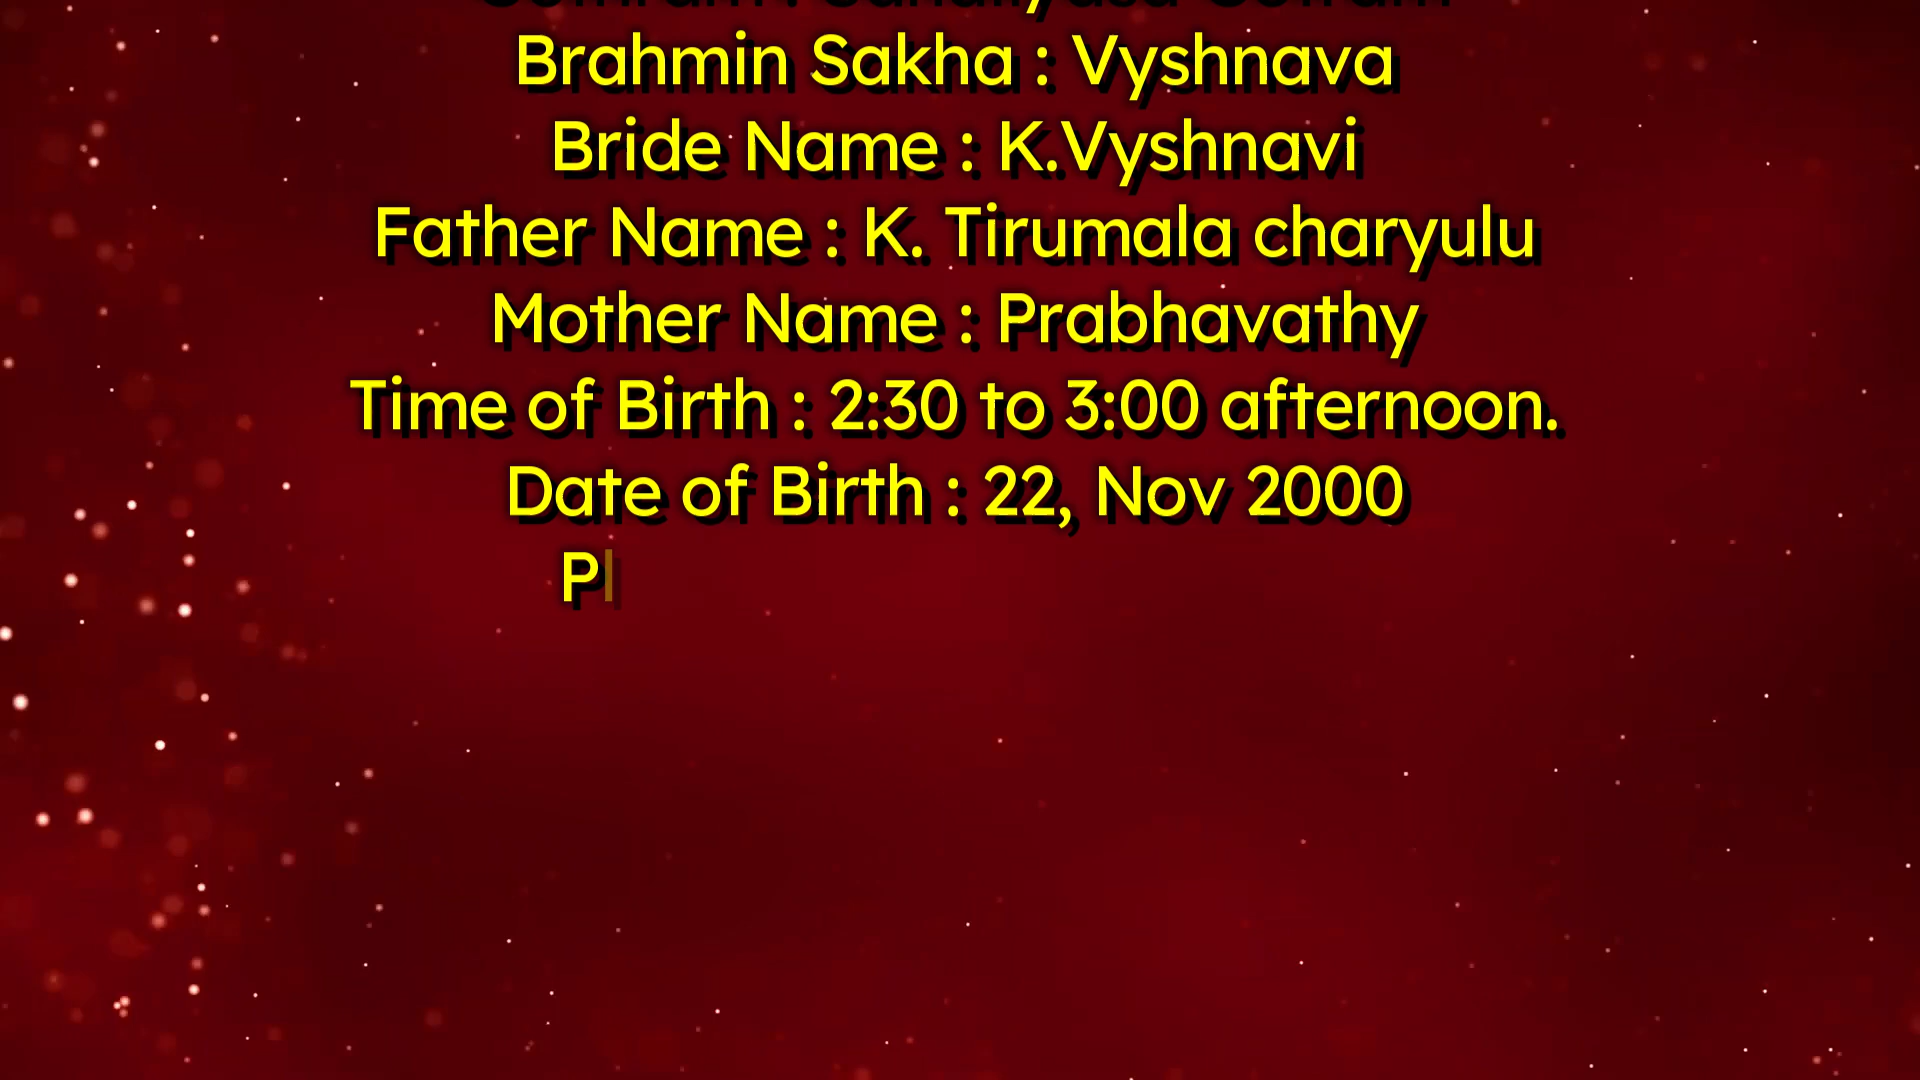 Brahmin Sakha : Vyshnava
Bride Name : K.Vyshnavi
Father Name : K. Tirumala charyulu
Mother Name : Prabhavathy
Time of Birth : 2:30 to 3:00 afternoon.
Date of Birth : 22, Nov 2000
Pl